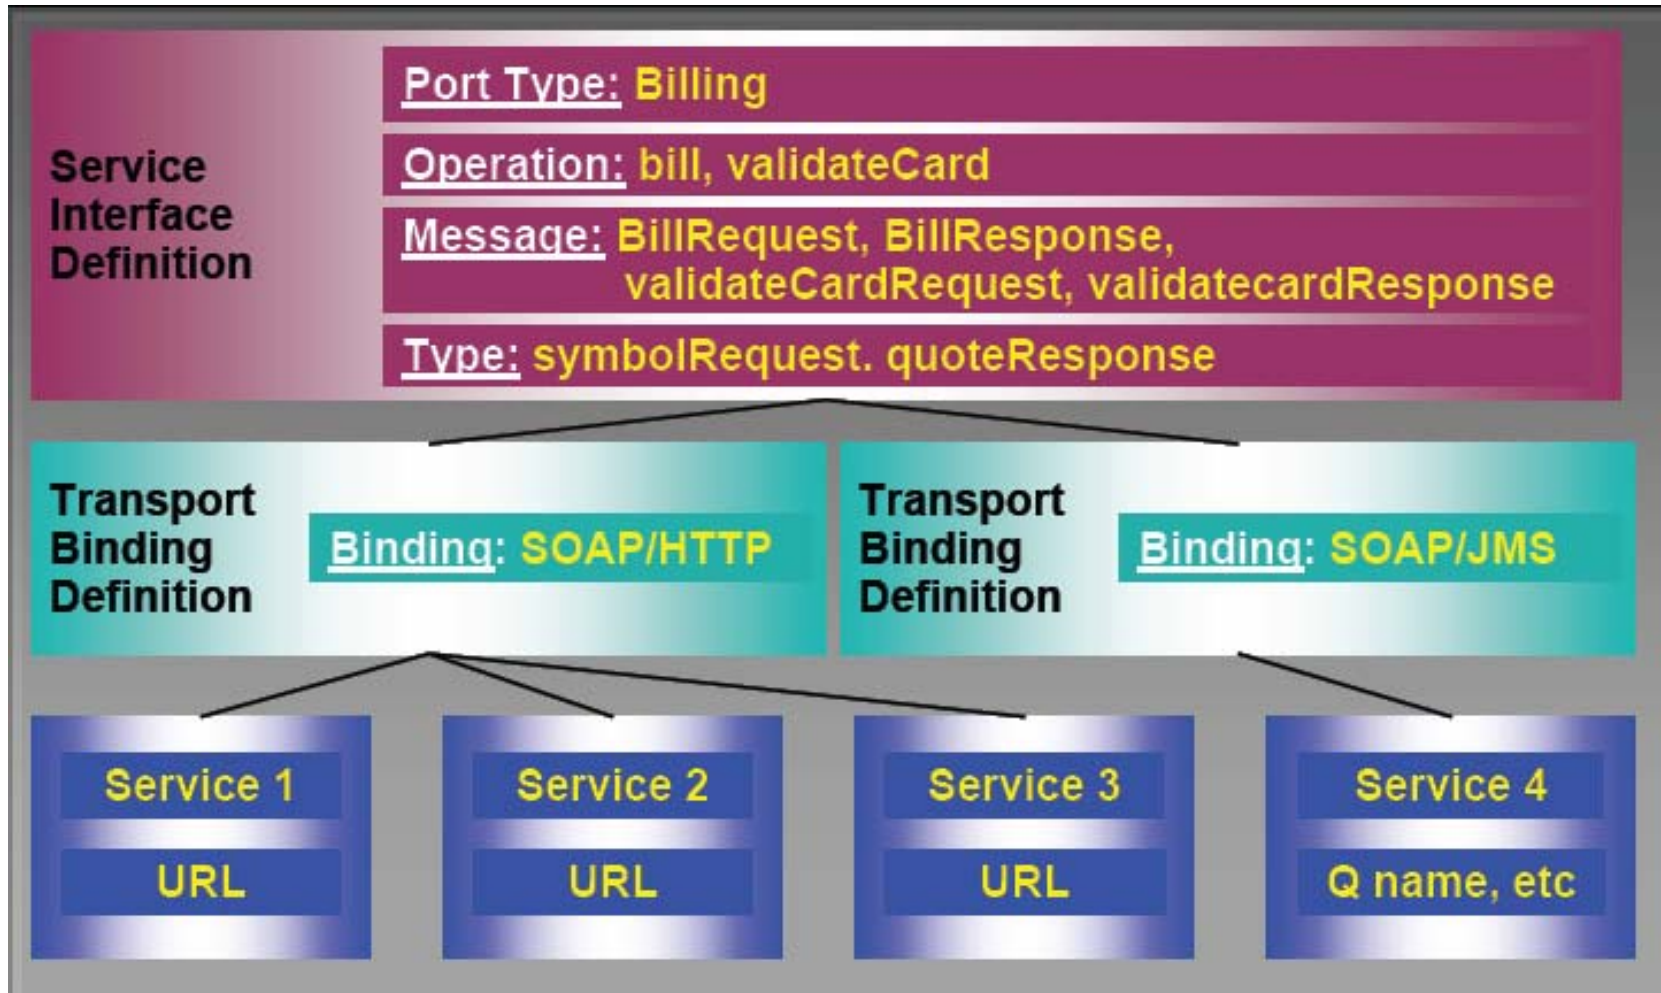 Service
Interface
Definition
Port Type: Billing
Operation: bill, validateCard
Message: BillRequest, BillResponse,
validateCardRequest, validatecardResponse
Type: symbolRequest. quoteResponse
Transport
Binding
Definition
Binding: SOAP/HTTP
Transport
Binding
Definition
Binding: SOAP/JMS
Service 1
URL
Service 2
URL
Service 3
URL
Service 4
Q name, etc